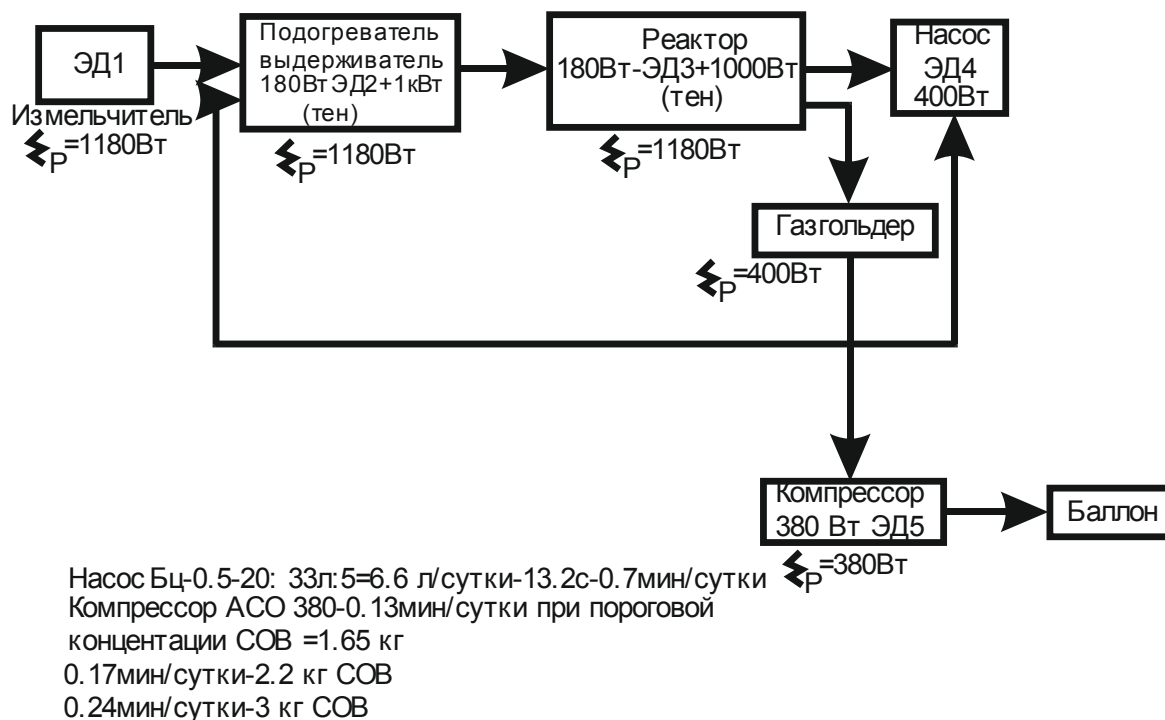 ЭД1
Измельчитель
P=1180Вт
Подогреватель
выдерживатель
180Вт ЭД2+1кВт
(тен)
P=1180Вт
Реактор
180Вт-ЭД3+1000Вт
(тен)
P=1180Вт
Насос
ЭД4
400Вт
Газгольдер
P=400Вт
Компрессор
380 Вт ЭД5
P=380Вт
Баллон
Насос Бц-0.5-20: 33л:5=6.6 л/сутки-13.2с-0.7мин/сутки
Компрессор АСО 380-0.13мин/сутки при пороговой
концентации СОВ =1.65 кг
0.17мин/сутки-2.2 кг СОВ
0.24мин/сутки-3 кг СОВ